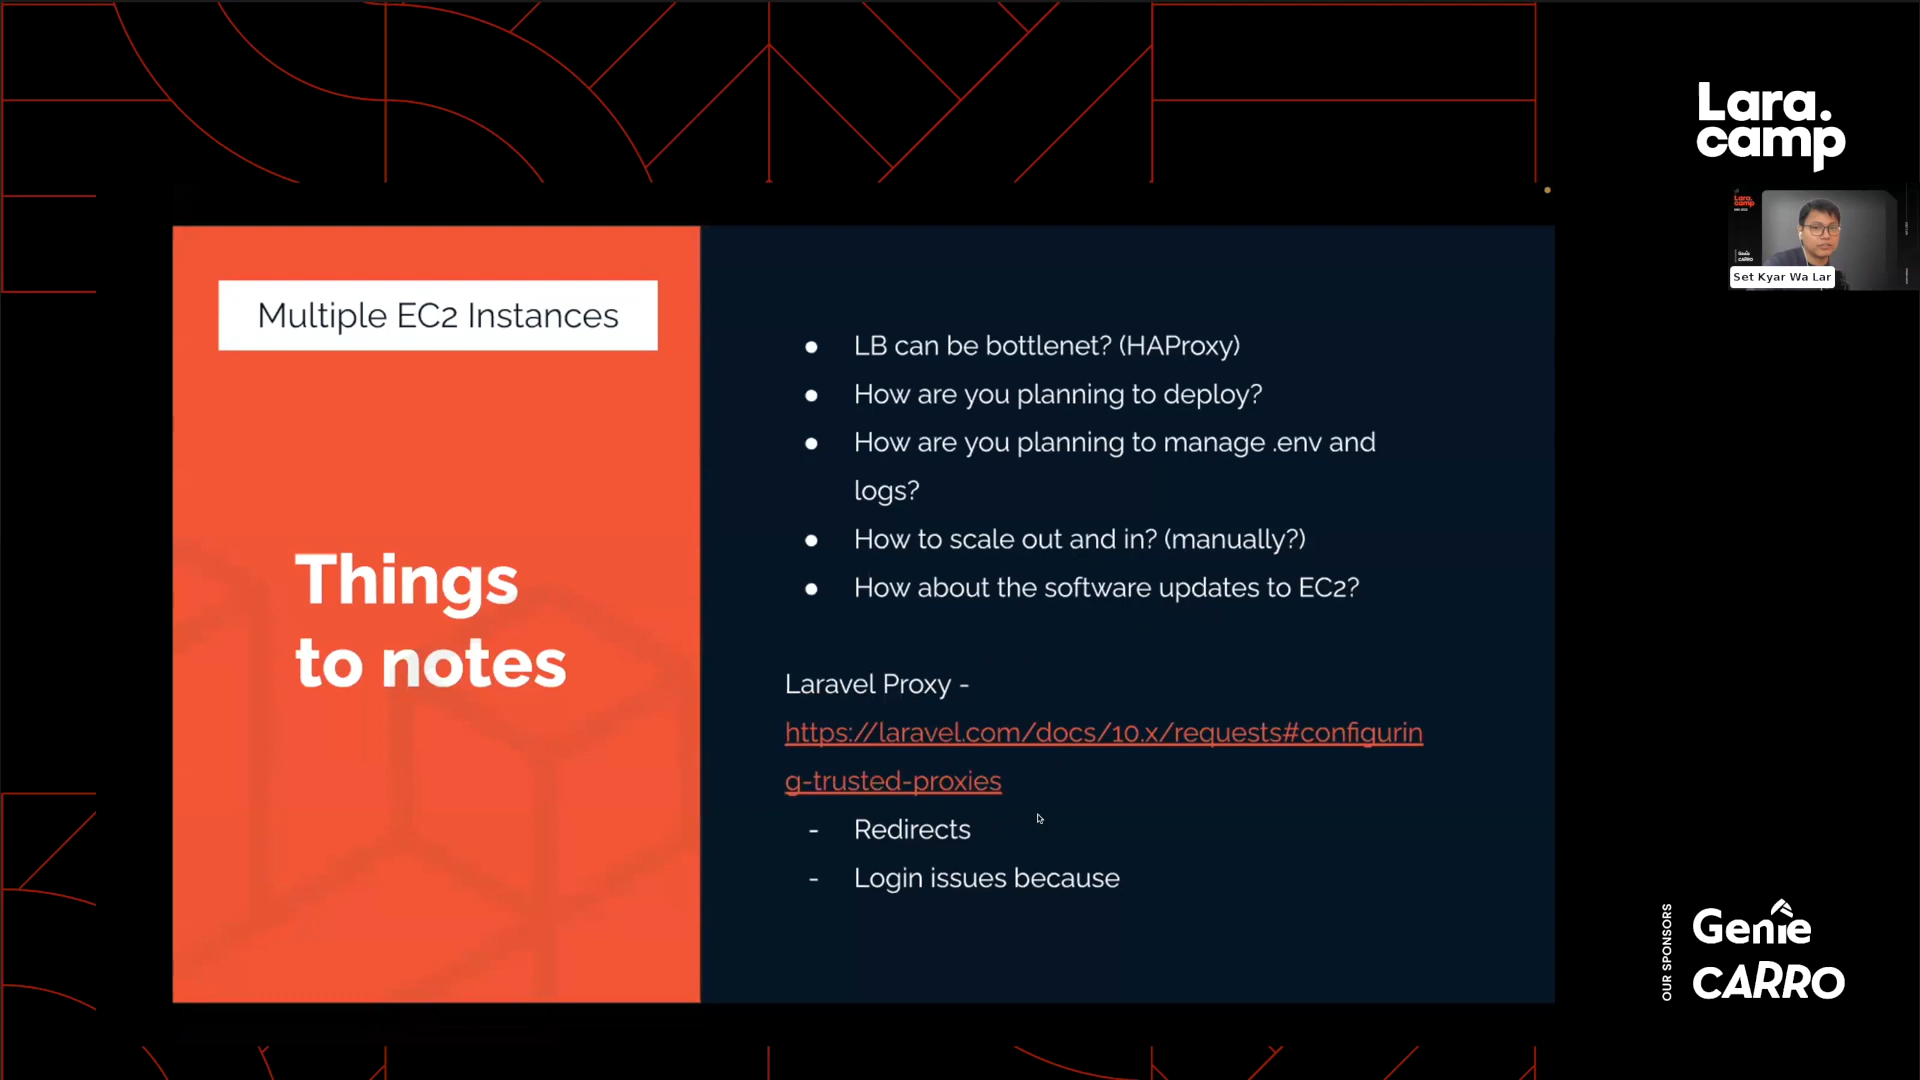 Lara.
camp
Set Kyar Wa Lar
Multiple EC2 Instances
Things
to notes
● LB can be bottlenet? (HAProxy)
● How are you planning to deploy?
● How are you planning to manage .env and
logs?
● How to scale out and in? (manually?)
● How about the software updates to EC2?
Laravel Proxy -
https://laravel.com/docs/10.x/requests#configurin
g-trusted-proxies
- Redirects
- Login issues because
OUR SPONSORS
Genie
CARRO